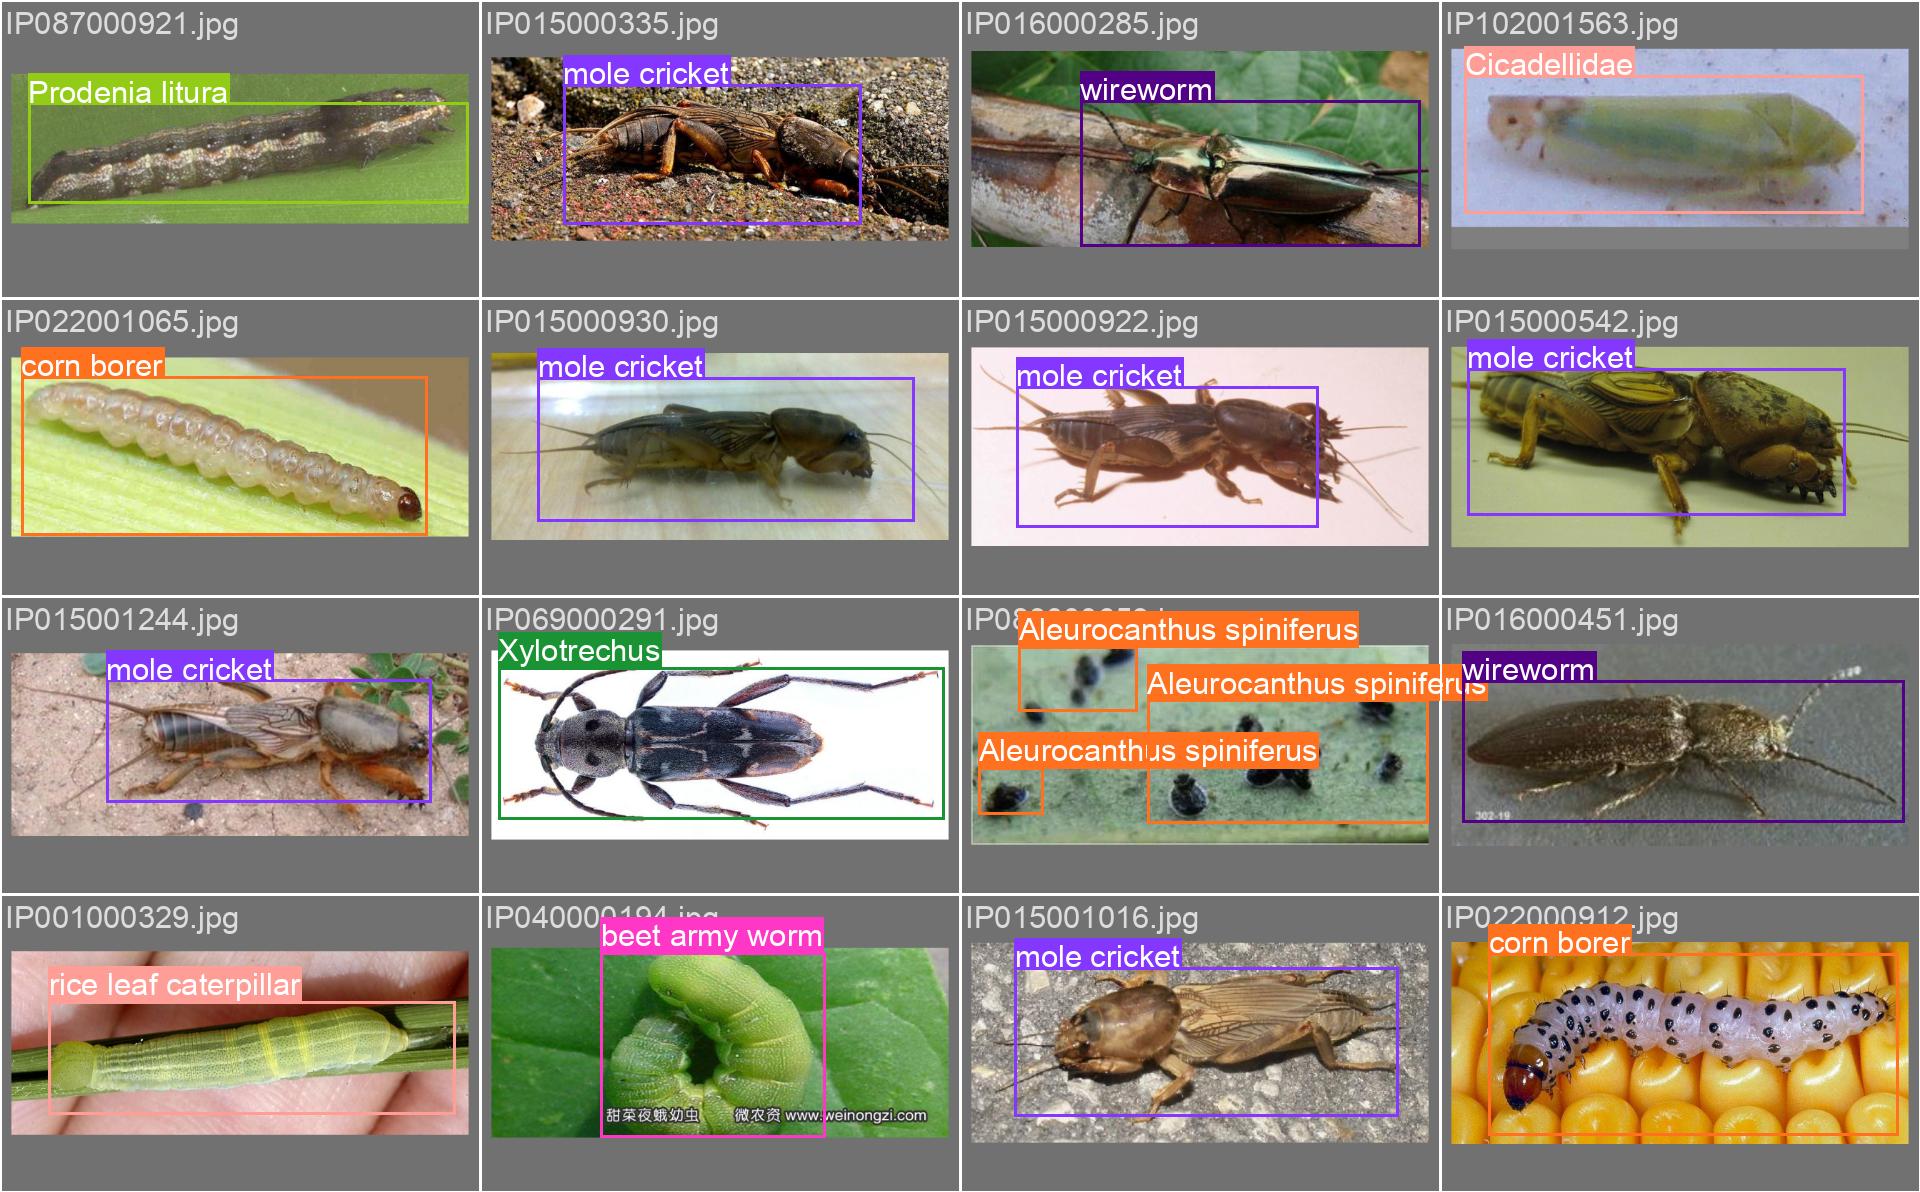 IP087000921.jpg
Prodenia litura
IP015000335.jpg
mole cricket
IP016000285.jpg
wireworm
IP102001563.jpg
Cicadellidae
IP022001065.jpg
corn borer
IP015000930.jpg
mole cricket
IP015000922.jpg
mole cricket
IP015000542.jpg
mole cricket
IP015001244.jpg
mole cricket
IP069000291.jpg
Xylotrechus
Aleurocanthus spiniferus
Aleurocanthus spiniferus
Aleurocanthus spiniferus
IP016000451.jpg
wireworm
302-19
IP001000329.jpg
rice leaf caterpillar
IP040000194.jpg
beet army worm
甜菜夜蛾幼虫 微农资 www.weinongzi.com
IP015001016.jpg
mole cricket
IP022000912.jpg
corn borer